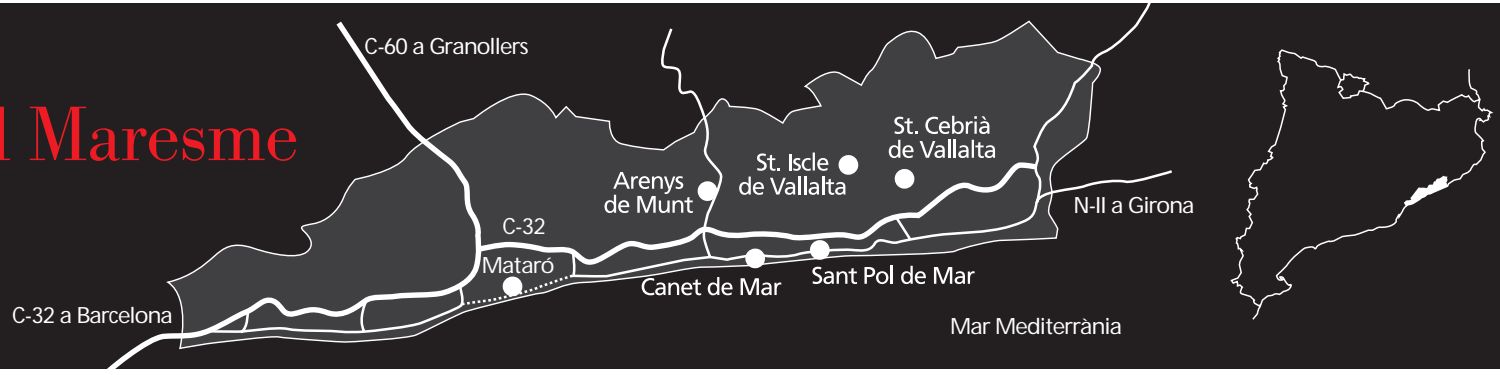 C-60 a Granollers
l Maresme
St. Cebrià
de Vallalta
St. Iscle
de Vallalta
Arenys
de Munt
N-II a Girona
C-32
Mataró
Canet de Mar
Sant Pol de Mar
C-32 a Barcelona
Mar Mediterrània